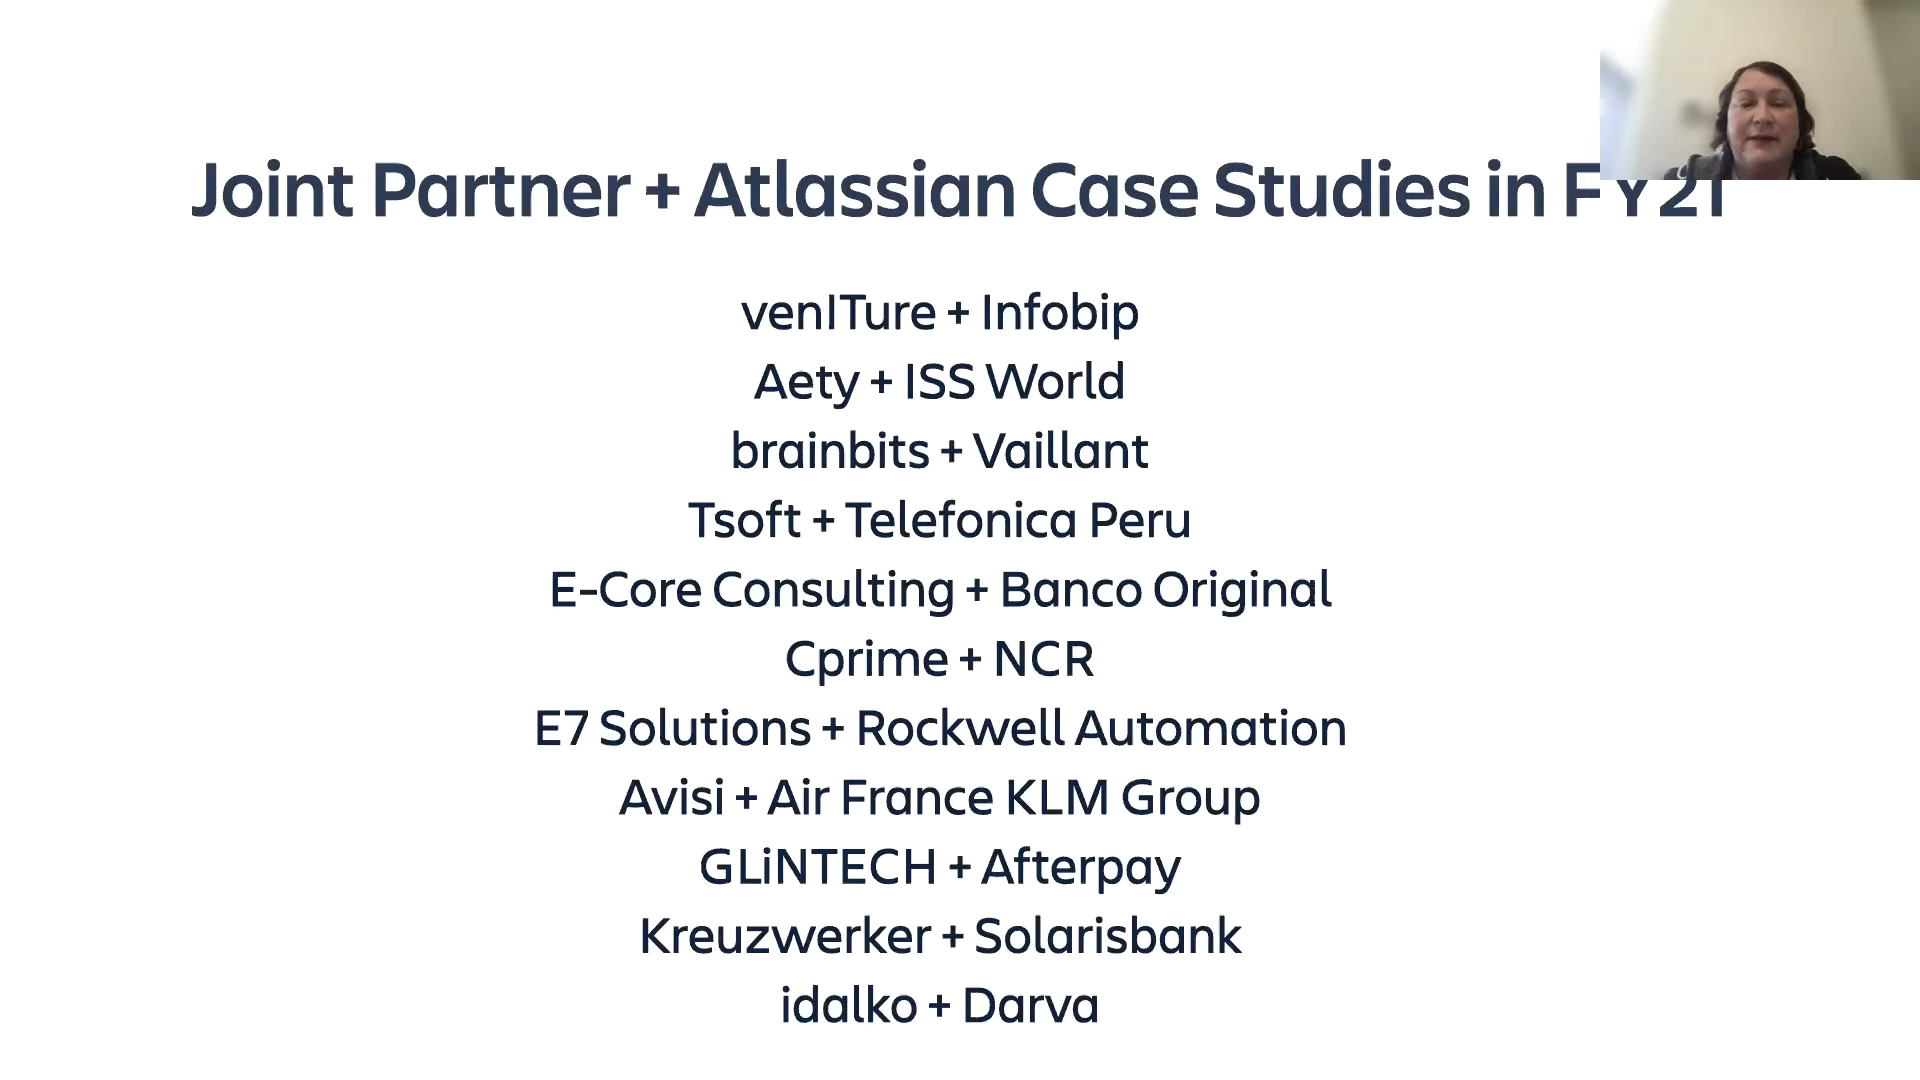 Joint Partner + Atlassian Case Studies in FY21
venITure + Infobip
Aety + ISS World
brainbits + Vaillant
Tsoft + Telefonica Peru
E-Core Consulting + Banco Original
Cprime + NCR
E7 Solutions + Rockwell Automation
Avisi + Air France KLM Group
GLiNTECH + Afterpay
Kreuzwerker + Solarisbank
idalko + Darva